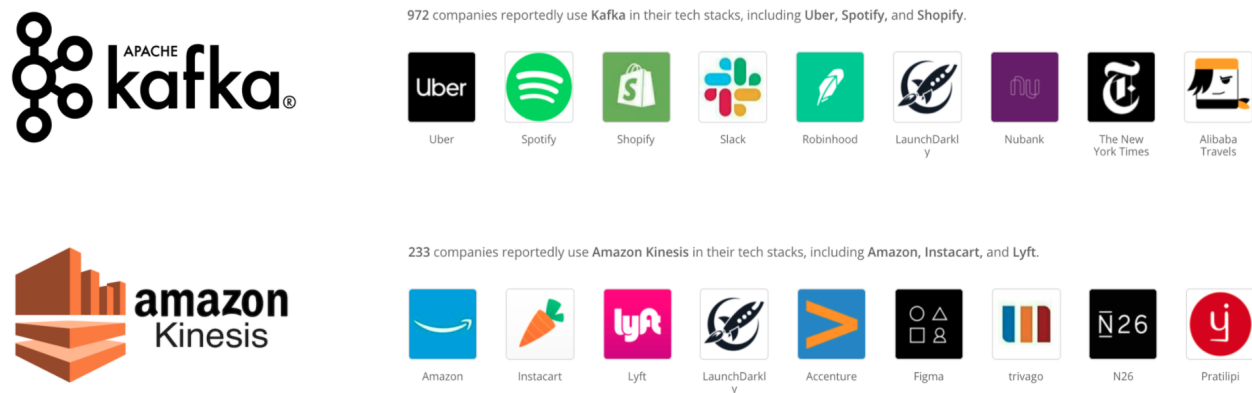 972 companies reportedly use Kafka in their tech stacks, including Uber, Spotify, and Shopify.
APACHE
kafka®
Uber
Uber
Spotify
Shopify
Slack
Robinhood
LaunchDarkl
y
nu
Nubank
The New
York Times
Alibaba
Travels
233 companies reportedly use Amazon Kinesis in their tech stacks, including Amazon, Instacart, and Lyft.
amazon
Kinesis
Amazon
Instacart
lyft
Lyft
LaunchDarkl
y
Accenture
Figma
trivago
N26
N26
Pratilipi